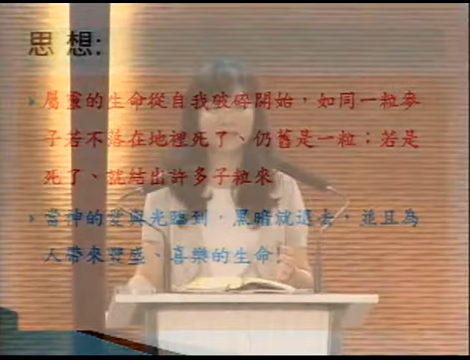 思想:
屬靈的生命從自我破碎開始，如同一粒麥
子若不落在地裡死了、仍舊是一粒；若是
死了、就結出許多子粒來
當神的愛與光臨到，黑暗就退去，並且為
人帶來豐盛、喜樂的生命!